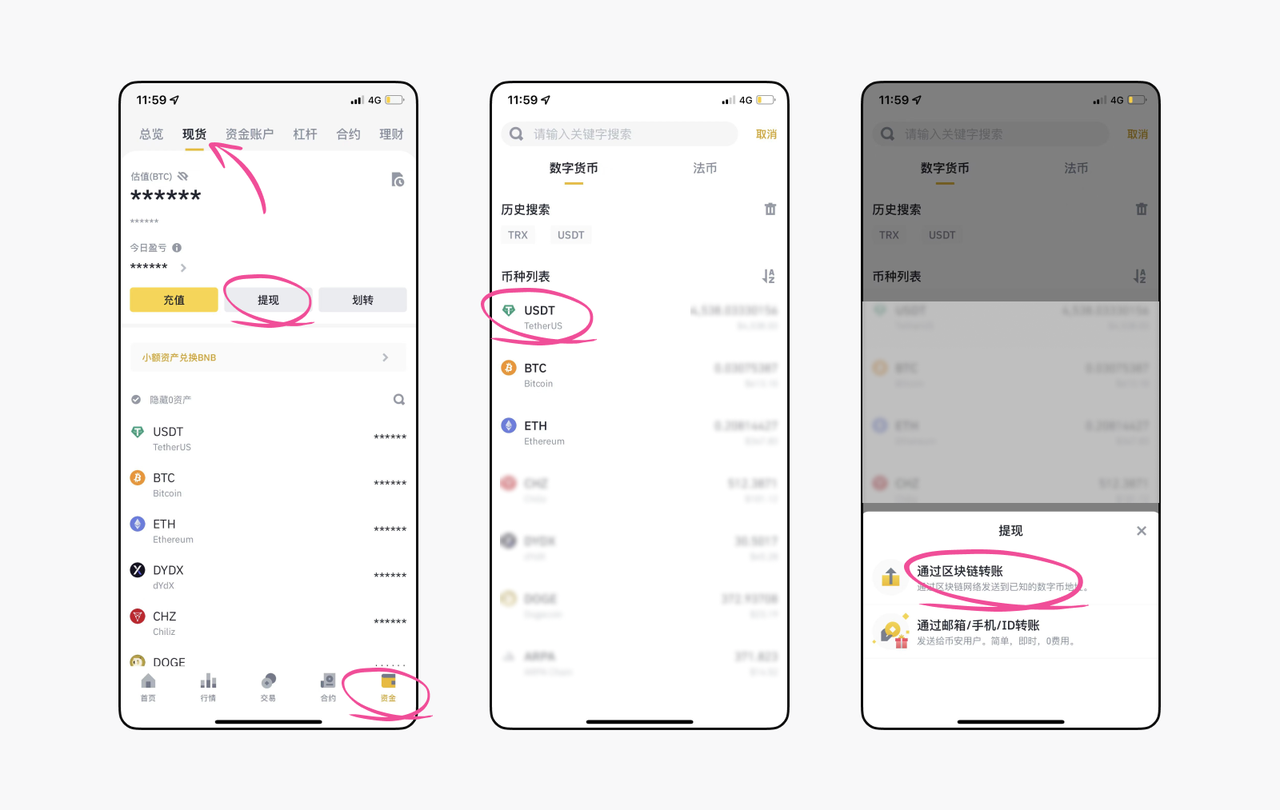 11:59
4G
总览 现货 资金账户 杠杆 合约 理财
估值(BTC)
******
******
今日盈亏
******
充值 提现 划转
小额资产兑换BNB
隐藏0资产
USDT ******
TetherUS
BTC ******
Bitcoin
ETH ******
Ethereum
DYDX ******
dYdX
CHZ ******
Chiliz
DOGE
首页 行情 交易 合约 资金
11:59
4G
请输入关键字搜索 取消
数字货币 法币
历史搜索
TRX USDT
币种列表
USDT
TetherUS
BTC
Bitcoin
ETH
Ethereum
11:59
4G
请输入关键字搜索 取消
数字货币 法币
历史搜索
TRX USDT
币种列表
提现
通过区块链转账
通过区块链网络发送到已知的数字币地址。
通过邮箱/手机/ID转账
发送给币安用户。简单，即时，0费用。